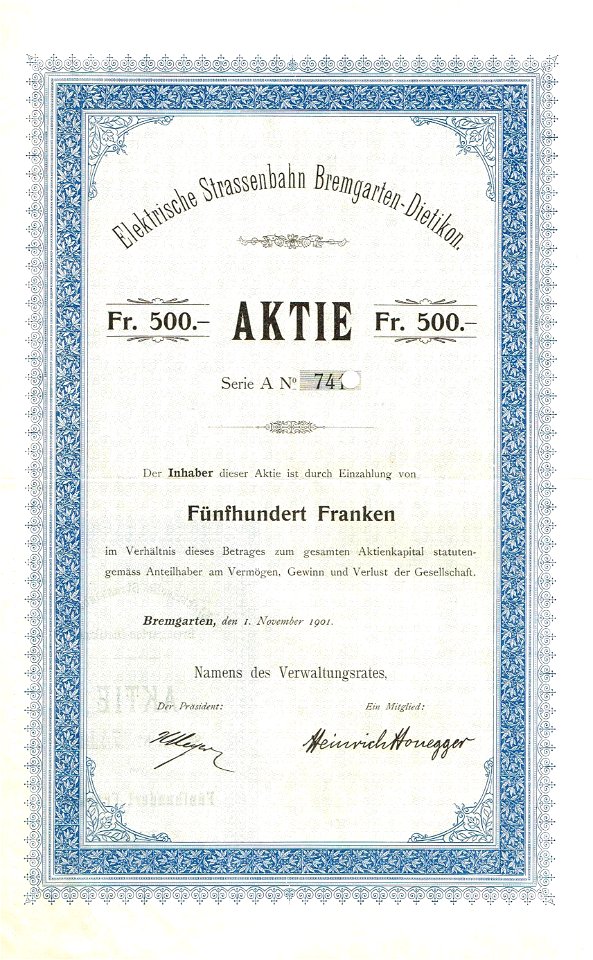 Elektrische Strassenbahn Bremgarten-Dietikon.
Fr. 500.– AKTIE Fr. 500.–
Serie A Nº 741
Der Inhaber dieser Aktie ist durch Einzahlung von
Fünfhundert Franken
im Verhältnis dieses Betrages zum gesamten Aktienkapital statuten-
gemäss Anteilhaber am Vermögen, Gewinn und Verlust der Gesellschaft.
Bremgarten, den 1. November 1901.
Namens des Verwaltungsrates,
Der Präsident: Ein Mitglied:
Heinrich Honegger